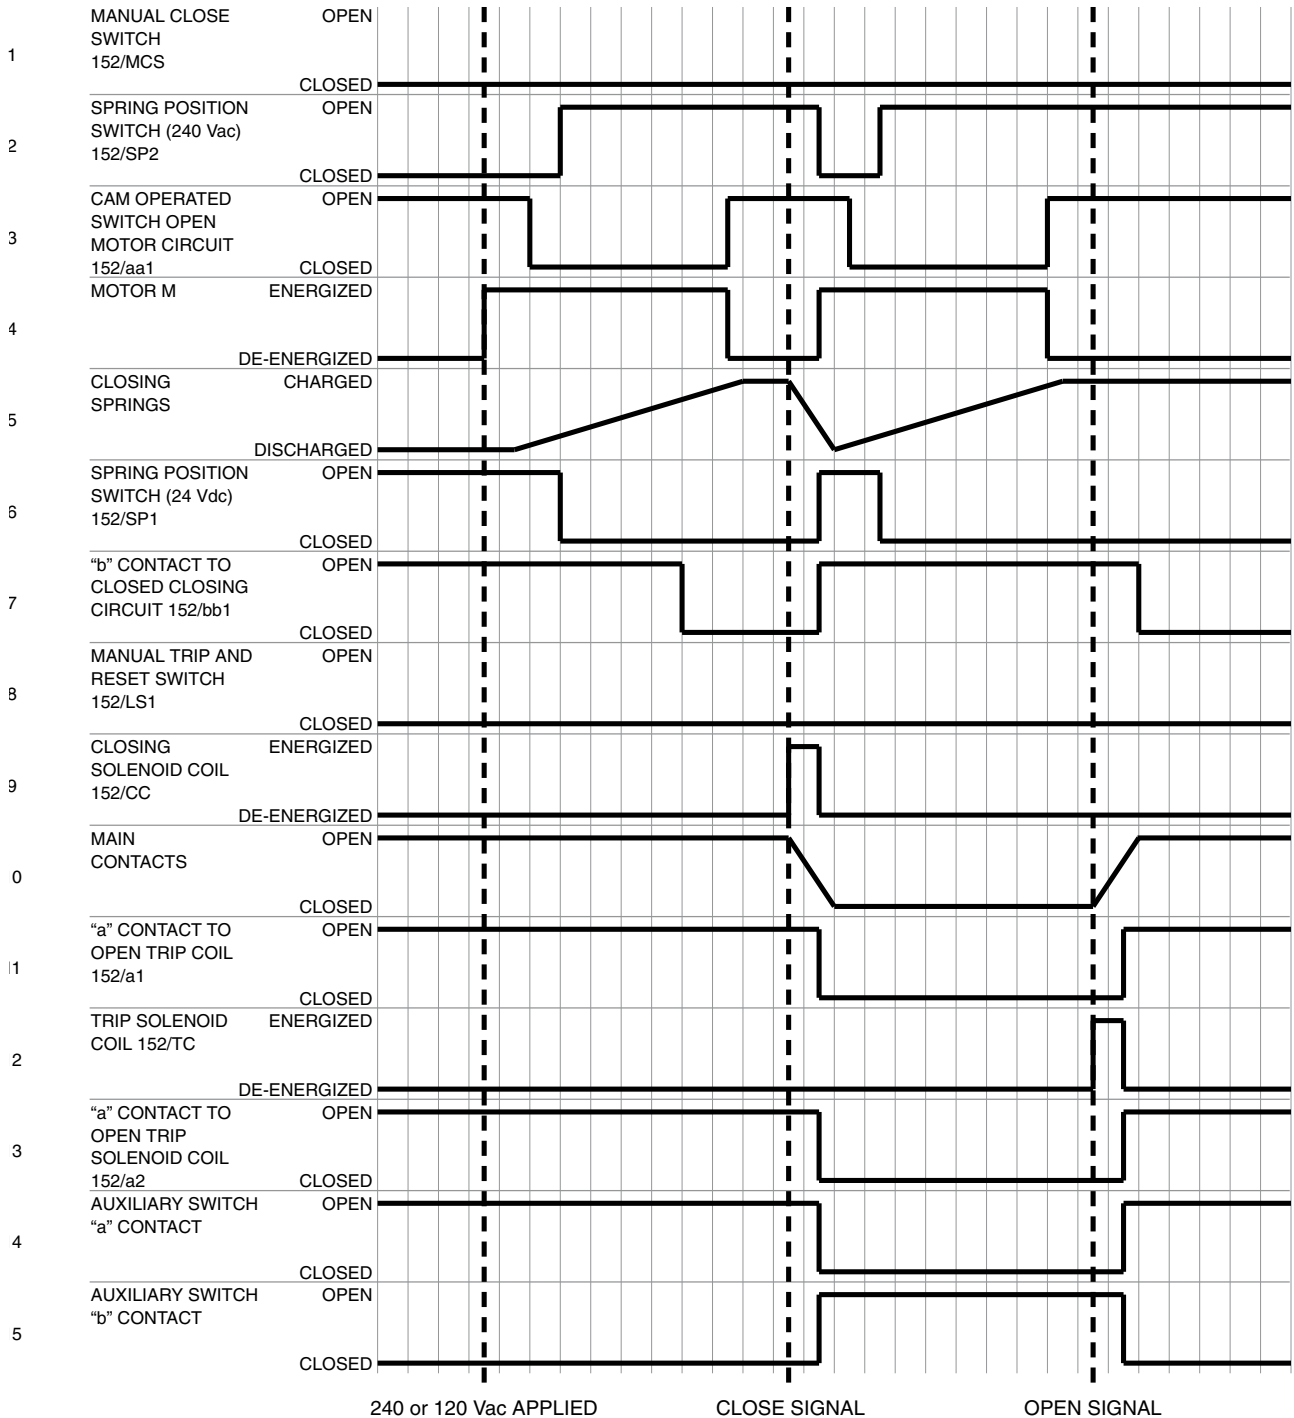 MANUAL CLOSE OPEN
SWITCH
1
152/MCS
CLOSED
SPRING POSITION OPEN
SWITCH (240 Vac)
2
152/SP2
CLOSED
CAM OPERATED OPEN
SWITCH OPEN
3
MOTOR CIRCUIT
152/aa1 CLOSED
MOTOR M ENERGIZED
4
DE-ENERGIZED
CLOSING CHARGED
SPRINGS
5
DISCHARGED
SPRING POSITION OPEN
SWITCH (24 Vdc)
6
152/SP1
CLOSED
“b” CONTACT TO OPEN
CLOSED CLOSING
7
CIRCUIT 152/bb1
CLOSED
MANUAL TRIP AND OPEN
RESET SWITCH
8
152/LS1
CLOSED
CLOSING ENERGIZED
SOLENOID COIL
9
152/CC
DE-ENERGIZED
MAIN OPEN
CONTACTS
0
CLOSED
“a” CONTACT TO OPEN
OPEN TRIP COIL
11
152/a1
CLOSED
TRIP SOLENOID ENERGIZED
COIL 152/TC
2
DE-ENERGIZED
“a” CONTACT TO OPEN
OPEN TRIP
3
SOLENOID COIL
152/a2 CLOSED
AUXILIARY SWITCH OPEN
“a” CONTACT
4
CLOSED
AUXILIARY SWITCH OPEN
“b” CONTACT
5
CLOSED
240 or 120 Vac APPLIED CLOSE SIGNAL OPEN SIGNAL